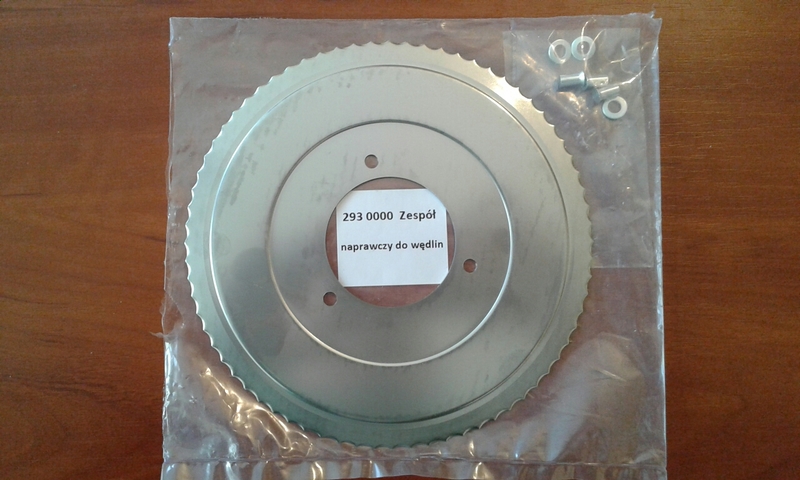 293 0000 Zespół
naprawczy do wędlin